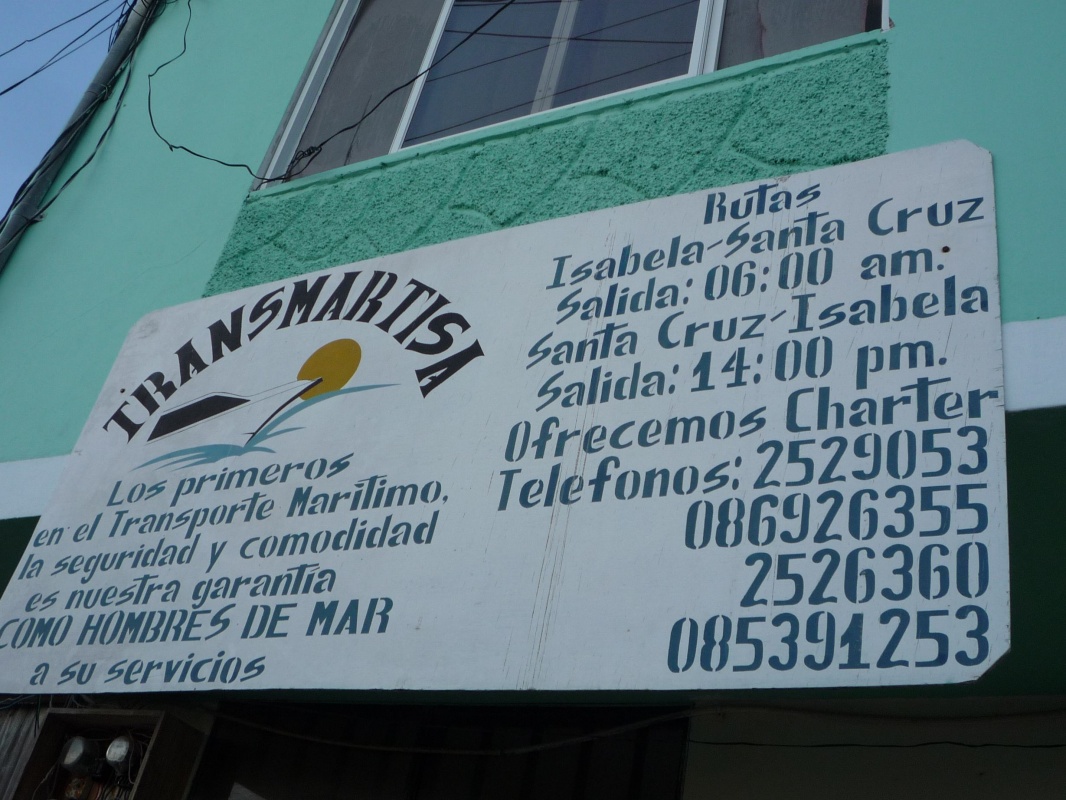 TRANSMARTISA
Los primeros
en el Transporte Marítimo,
la seguridad y comodidad
es nuestra garantía
COMO HOMBRES DE MAR
a su servicios
Rutas
Isabela-Santa Cruz
Salida: 06:00 am.
Santa Cruz-Isabela
Salida: 14:00 pm.
Ofrecemos Charter
Telefonos: 2529053
086926355
2526360
085391253